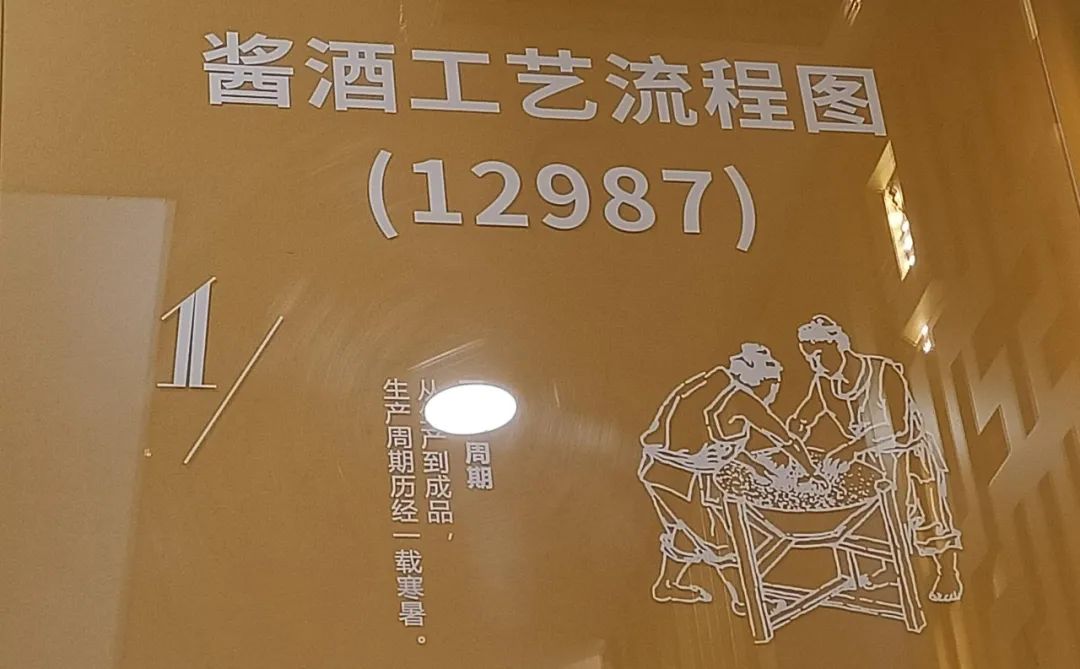 酱酒工艺流程图
(12987)
1/
周期
从生产到成品，
生产周期历经一载寒暑。